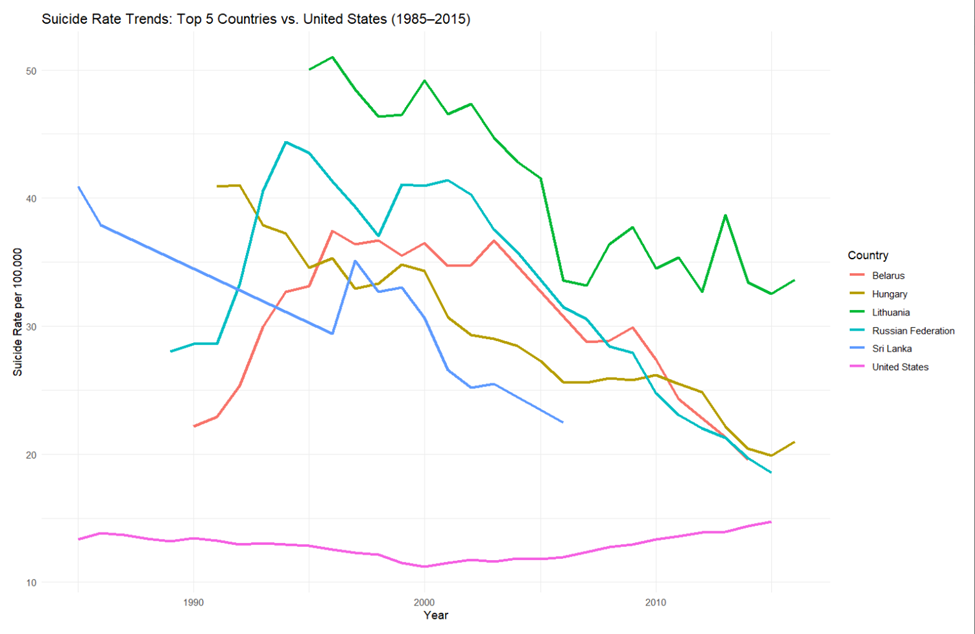 Suicide Rate Trends: Top 5 Countries vs. United States (1985–2015)
50
40
30
20
10
Suicide Rate per 100,000
1990
2000
2010
Year
Country
Belarus
Hungary
Lithuania
Russian Federation
Sri Lanka
United States